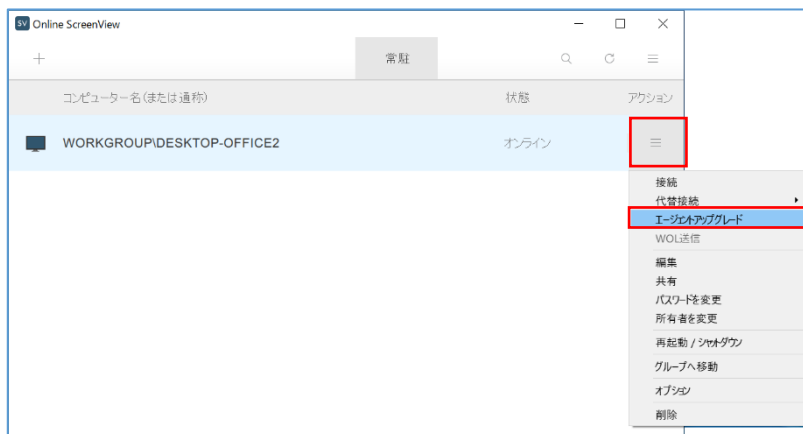 SV Online ScreenView
常駐
コンピューター名(または通称) 状態 アクション
WORKGROUP\DESKTOP-OFFICE2 オンライン
接続
代替接続
エージェントアップグレード
WOL送信
編集
共有
パスワードを変更
所有者を変更
再起動 / シャットダウン
グループへ移動
オプション
削除